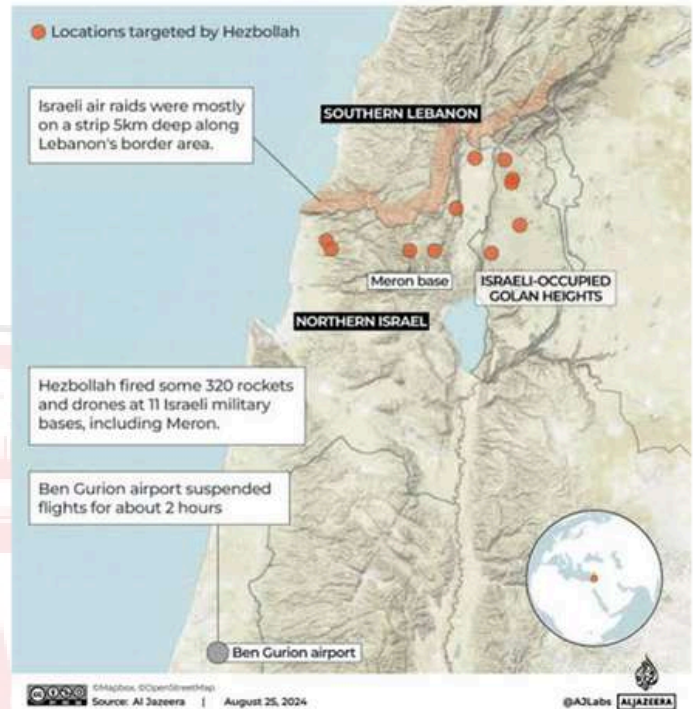 Locations targeted by Hezbollah
Israeli air raids were mostly
on a strip 5km deep along
Lebanon's border area.
SOUTHERN LEBANON
Meron base
ISRAELI-OCCUPIED
GOLAN HEIGHTS
NORTHERN ISRAEL
Hezbollah fired some 320 rockets
and drones at 11 Israeli military
bases, including Meron.
Ben Gurion airport suspended
flights for about 2 hours
Ben Gurion airport
©Mapbox, ©OpenStreetMap
Source: Al Jazeera | August 25, 2024
@AJLabs ALJAZEERA